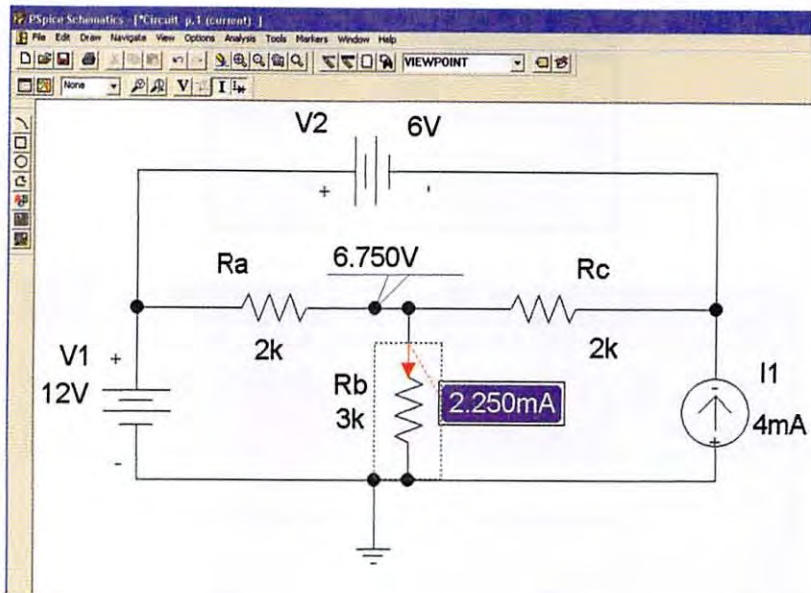 PSpice Schematics - [*Circuit p.1 (current) ]
File Edit Draw Navigate View Options Analysis Tools Markers Window Help
VIEWPOINT
None V I
V2 6V
+ -
Ra 6.750V Rc
2k 2k
V1 +
12V
-
Rb
3k
2.250mA
I1
4mA
-
+